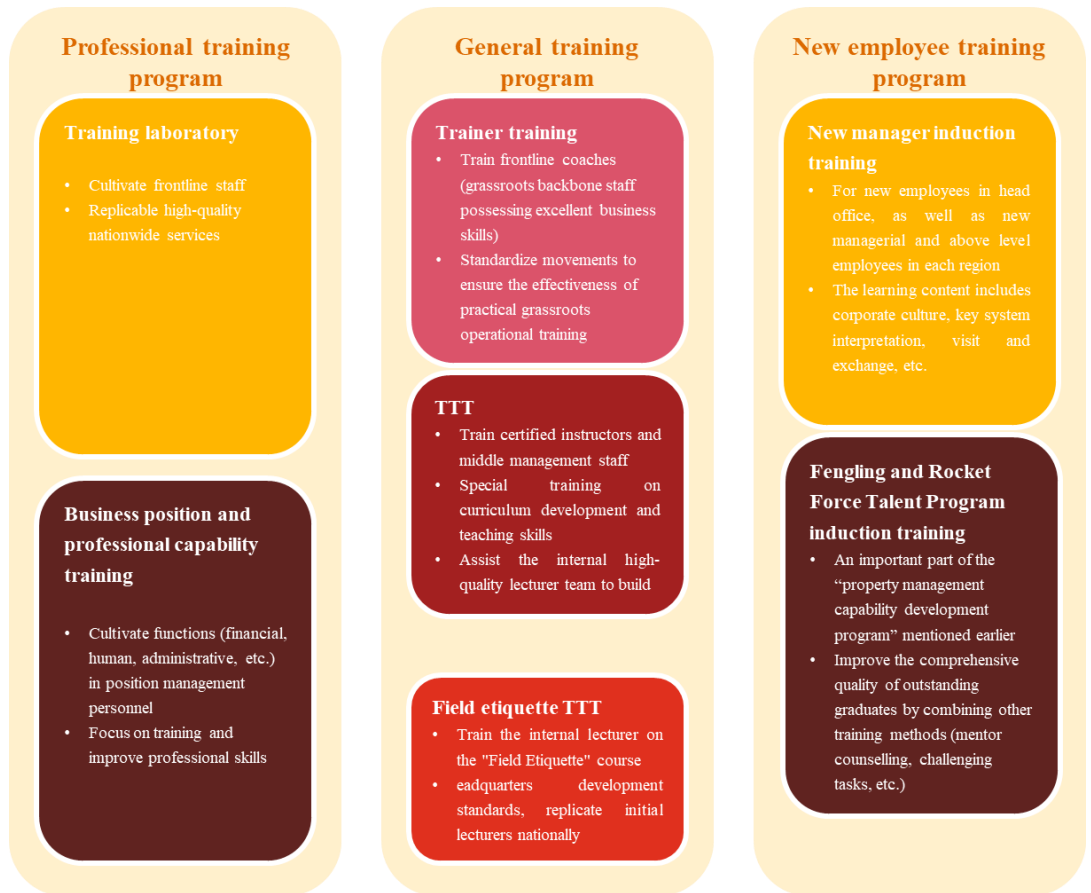 Professional training
program
Training laboratory
• Cultivate frontline staff
• Replicable high-quality
nationwide services
Business position and
professional capability
training
• Cultivate functions (financial,
human, administrative, etc.)
in position management
personnel
• Focus on training and
improve professional skills
General training
program
Trainer training
• Train frontline coaches
(grassroots backbone staff
possessing excellent business
skills)
• Standardize movements to
ensure the effectiveness of
practical grassroots
operational training
TTT
• Train certified instructors and
middle management staff
• Special training on
curriculum development and
teaching skills
• Assist the internal high-
quality lecturer team to build
Field etiquette TTT
• Train the internal lecturer on
the "Field Etiquette" course
• eadquarters development
standards, replicate initial
lecturers nationally
New employee training
program
New manager induction
training
• For new employees in head
office, as well as new
managerial and above level
employees in each region
• The learning content includes
corporate culture, key system
interpretation, visit and
exchange, etc.
Fengling and Rocket
Force Talent Program
induction training
• An important part of the
“property management
capability development
program” mentioned earlier
• Improve the comprehensive
quality of outstanding
graduates by combining other
training methods (mentor
counselling, challenging
tasks, etc.)